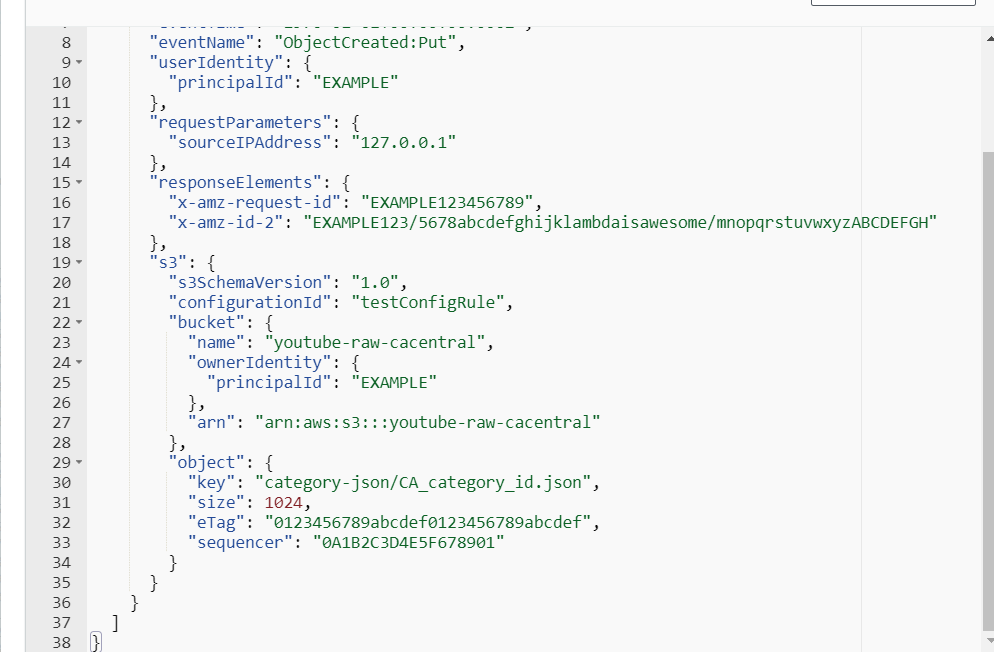 8 "eventName": "ObjectCreated:Put",
9 "userIdentity": {
10 "principalId": "EXAMPLE"
11 },
12 "requestParameters": {
13 "sourceIPAddress": "127.0.0.1"
14 },
15 "responseElements": {
16 "x-amz-request-id": "EXAMPLE123456789",
17 "x-amz-id-2": "EXAMPLE123/5678abcdefghijklambdaisawesome/mnopqrstuvwxyzABCDEFGH"
18 },
19 "s3": {
20 "s3SchemaVersion": "1.0",
21 "configurationId": "testConfigRule",
22 "bucket": {
23 "name": "youtube-raw-cacentral",
24 "ownerIdentity": {
25 "principalId": "EXAMPLE"
26 },
27 "arn": "arn:aws:s3:::youtube-raw-cacentral"
28 },
29 "object": {
30 "key": "category-json/CA_category_id.json",
31 "size": 1024,
32 "eTag": "0123456789abcdef0123456789abcdef",
33 "sequencer": "0A1B2C3D4E5F678901"
34 }
35 }
36 }
37 ]
38 }